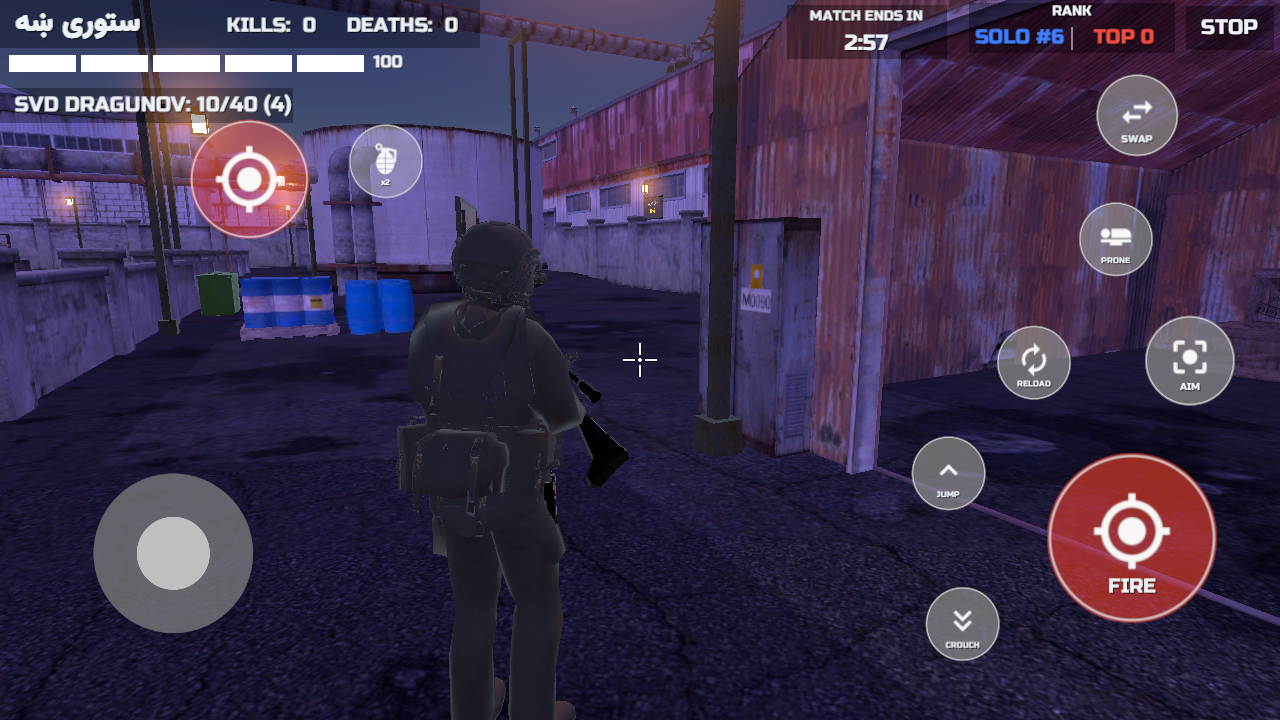 ستوری ښه
KILLS: 0 DEATHS: 0
MATCH ENDS IN
2:57
RANK
SOLO #6 | TOP 0
STOP
100
SVD DRAGUNOV: 10/40 (4)
x2
SWAP
PRONE
M0090
RELOAD
AIM
JUMP
FIRE
CROUCH